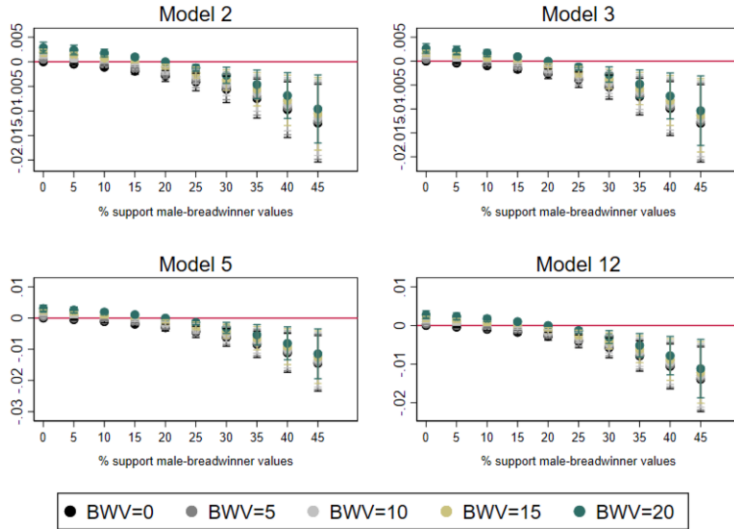 Model 2
Model 3
-.02 -.015 -.01 -.005 0 .005
0 5 10 15 20 25 30 35 40 45
% support male-breadwinner values
-.02 -.015 -.01 -.005 0 .005
0 5 10 15 20 25 30 35 40 45
% support male-breadwinner values
Model 5
Model 12
-.03 -.02 -.01 0 .01
0 5 10 15 20 25 30 35 40 45
% support male-breadwinner values
-.02 -.01 0 .01
0 5 10 15 20 25 30 35 40 45
% support male-breadwinner values
BWV=0 BWV=5 BWV=10 BWV=15 BWV=20